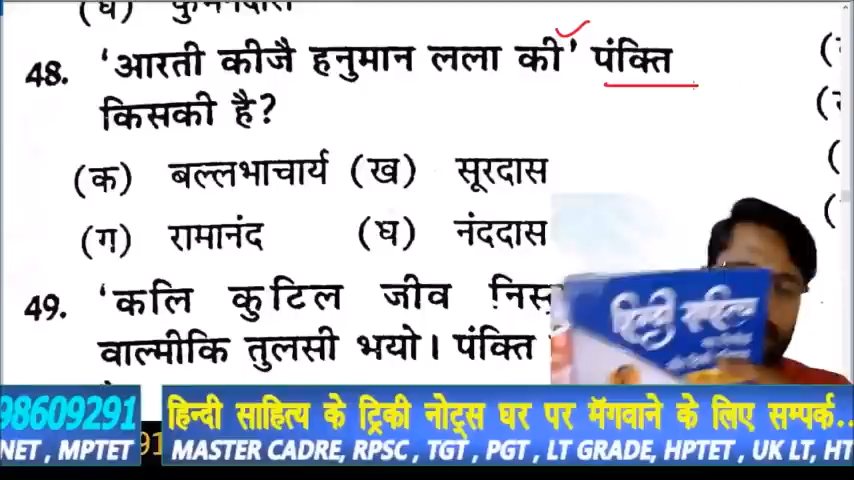 (घ)
48. 'आरती कीजै हनुमान लला की' पंक्ति
किसकी है?
(क) बल्लभाचार्य (ख) सूरदास
(ग) रामानंद (घ) नंददास
49. 'कलि कुटिल जीव
वाल्मीकि तुलसी भयो। पंक्ति
हिन्दी साहित्य
98609291 हिन्दी साहित्य के ट्रिकी नोट्स घर पर मॅगवाने के लिए सम्पर्क..
NET , MPTET MASTER CADRE, RPSC , TGT , PGT , LT GRADE, HPTET , UK LT, HT